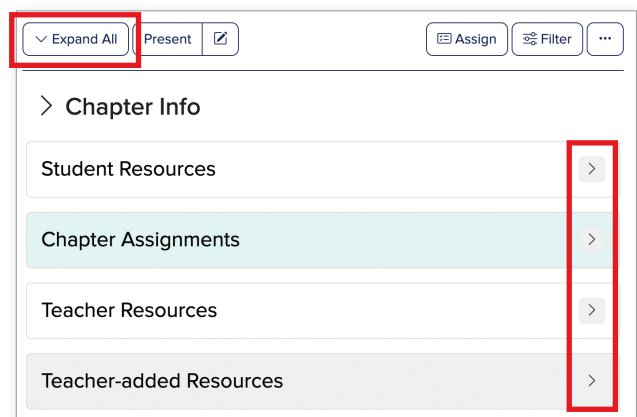 Expand All Present Assign Filter ...
Chapter Info
Student Resources
Chapter Assignments
Teacher Resources
Teacher-added Resources